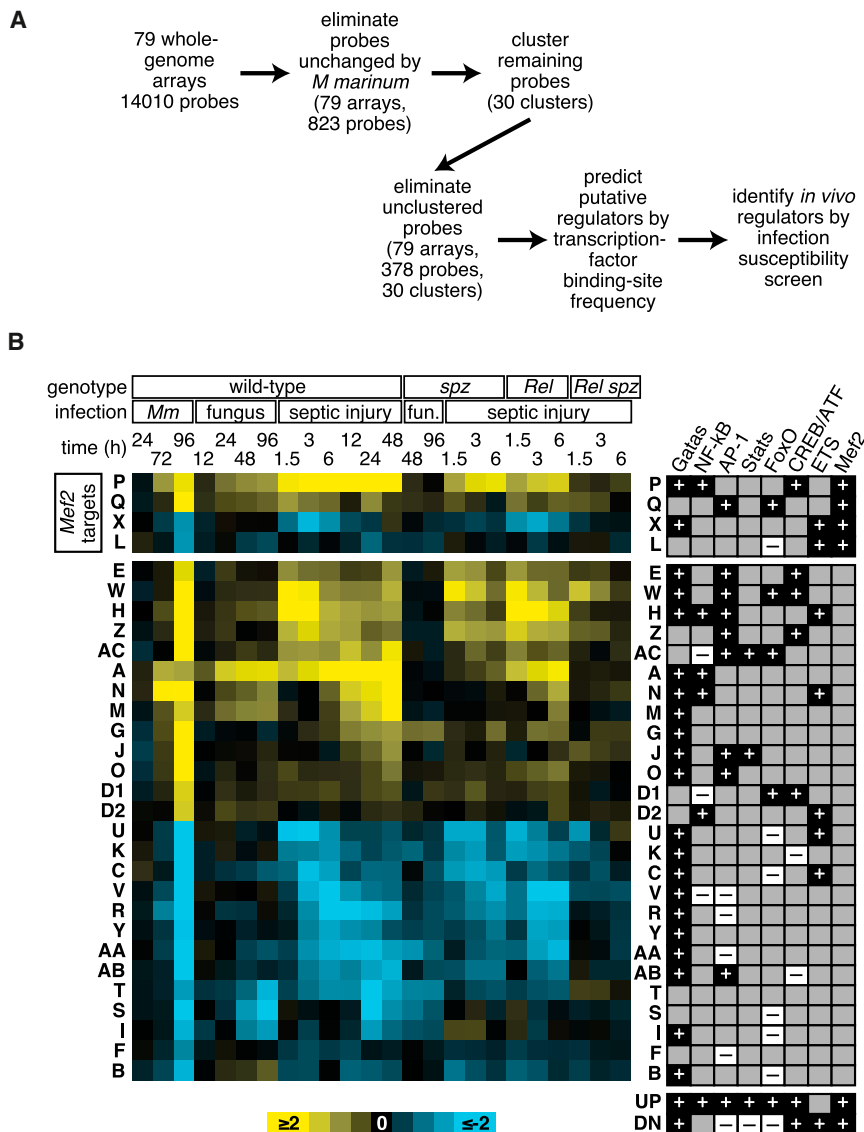 A
79 whole-
genome
arrays
14010 probes
eliminate
probes
unchanged by
M marinum
(79 arrays,
823 probes)
cluster
remaining
probes
(30 clusters)
eliminate
unclustered
probes
(79 arrays,
378 probes,
30 clusters)
predict
putative
regulators by
transcription-
factor
binding-site
frequency
identify in vivo
regulators by
infection
susceptibility
screen
B
genotype wild-type spz Rel Rel spz
infection Mm fungus septic injury fun. septic injury
time (h) 24 96 24 96 3 12 48 96 3 1.5 6 3
72 12 48 1.5 6 24 48 1.5 6 3 1.5 6
Gatas NF-kB AP-1 Stats FoxO CREB/ATF ETS Mef2
Mef2 targets
P P + + + +
Q Q + + +
X X + + +
L L – + +
E E + + +
W W + + + +
H H + + + +
Z Z + +
AC AC – + + +
A A + +
N N + + +
M M +
G G +
J J + + +
O O + +
D1 D1 – + +
D2 D2 + +
U U + – +
K K + –
C C + – +
V V + – –
R R + –
Y Y +
AA AA + –
AB AB + + –
T T
S S –
I I + –
F F –
B B + –
UP + + + + + + +
DN + – – – + + +
≥2 0 ≤-2